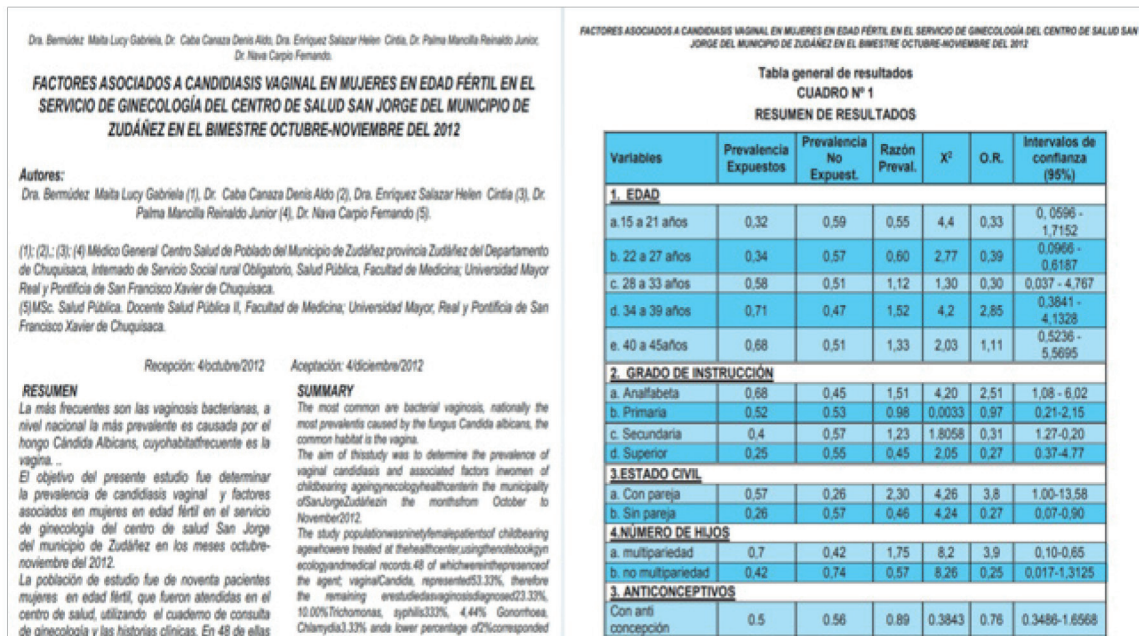 Dra. Bermúdez Maita Lucy Gabriela, Dr. Caba Canaza Denis Aldo, Dra. Enriquez Salazar Helen Cintia, Dr. Palma Mancilla Reinaldo Junior,
Dr. Nava Carpio Fernando.
FACTORES ASOCIADOS A CANDIDIASIS VAGINAL EN MUJERES EN EDAD FÉRTIL EN EL
SERVICIO DE GINECOLOGÍA DEL CENTRO DE SALUD SAN JORGE DEL MUNICIPIO DE
ZUDÁÑEZ EN EL BIMESTRE OCTUBRE-NOVIEMBRE DEL 2012
Autores:
Dra. Bermúdez Maita Lucy Gabriela (1), Dr. Caba Canaza Denis Aldo (2), Dra. Enriquez Salazar Helen Cintia (3), Dr.
Palma Mancilla Reinaldo Junior (4), Dr. Nava Carpio Fernando (5).
(1); (2),; (3); (4) Médico General Centro Salud de Poblado del Municipio de Zudáñez provincia Zudáñez del Departamento
de Chuquisaca, Internado de Servicio Social rural Obligatorio, Salud Pública, Facultad de Medicina; Universidad Mayor
Real y Pontificia de San Francisco Xavier de Chuquisaca.
(5)MSc. Salud Pública. Docente Salud Pública II, Facultad de Medicina; Universidad Mayor, Real y Pontificia de San
Francisco Xavier de Chuquisaca.
Recepción: 4/octubre/2012 Aceptación: 4/diciembre/2012
RESUMEN
La más frecuentes son las vaginosis bacterianas, a
nivel nacional la más prevalente es causada por el
hongo Cándida Albicans, cuyohabitatfrecuente es la
vagina. ..
El objetivo del presente estudio fue determinar
la prevalencia de candidiasis vaginal y factores
asociados en mujeres en edad fértil en el servicio
de ginecología del centro de salud San Jorge
del municipio de Zudáñez en los meses octubre-
noviembre del 2012.
La población de estudio fue de noventa pacientes
mujeres en edad fértil, que fueron atendidas en el
centro de salud, utilizando el cuaderno de consulta
de ginecología y las historias clínicas. En 48 de ellas
SUMMARY
The most common are bacterial vaginosis, nationally the
most prevalentis caused by the fungus Candida albicans, the
common habitat is the vagina.
The aim of thisstudy was to determine the prevalence of
vaginal candidiasis and associated factors inwomen of
childbearing ageingynecologyhealthcenterin the municipality
ofSanJorgeZudáñezin the monthsfrom October to
November2012.
The study populationwasninetyfemalepatientsof childbearing
agewhowere treated at thehealthcenter,usingthenotebookgyn
ecologyandmedical records.48 of whichwereinthepresenceof
the agent; vaginalCandida, represented53.33%, therefore
the remaining erestudiedasvaginosisdiagnosed23.33%,
10.00%Trichomonas, syphilis333%, 4,44% Gonorrhoea,
Chlamydia3.33% anda lower percentage of2%corresponded
FACTORES ASOCIADOS A CANDIDIASIS VAGINAL EN MUJERES EN EDAD FÉRTIL EN EL SERVICIO DE GINECOLOGÍA DEL CENTRO DE SALUD SAN
JORGE DEL MUNICIPIO DE ZUDÁÑEZ EN EL BIMESTRE OCTUBRE-NOVIEMBRE DEL 2012
Tabla general de resultados
CUADRO Nº 1
RESUMEN DE RESULTADOS
Variables Prevalencia Expuestos Prevalencia No Expuest. Razón Preval. X² O.R. Intervalos de confianza (95%)
1. EDAD
a.15 a 21 años 0,32 0,59 0,55 4,4 0,33 0, 0596 - 1,7152
b. 22 a 27 años 0,34 0,57 0,60 2,77 0,39 0,0966 - 0,6187
c. 28 a 33 años 0,58 0,51 1,12 1,30 0,30 0,037 - 4,767
d. 34 a 39 años 0,71 0,47 1,52 4,2 2,85 0,3841 - 4,1328
e. 40 a 45años 0,68 0,51 1,33 2,03 1,11 0,5236 - 5,5695
2. GRADO DE INSTRUCCIÓN
a. Analfabeta 0,68 0,45 1,51 4,20 2,51 1,08 - 6,02
b. Primaria 0,52 0.53 0.98 0,0033 0,97 0,21-2,15
c. Secundaria 0,4 0,57 1,23 1.8058 0,31 1.27-0,20
d. Superior 0,25 0,55 0,45 2,05 0,27 0.37-4.77
3.ESTADO CIVIL
a. Con pareja 0,57 0,26 2,30 4,26 3,8 1.00-13,58
b. Sin pareja 0,26 0,57 0,46 4,24 0.27 0,07-0,90
4.NÚMERO DE HIJOS
a. multipariedad 0,7 0,42 1,75 8,2 3,9 0,10-0,65
b. no multipariedad 0,42 0,74 0,57 8,26 0,25 0,017-1,3125
3. ANTICONCEPTIVOS
Con anti concepción 0.5 0.56 0.89 0.3843 0.76 0.3486-1.6568